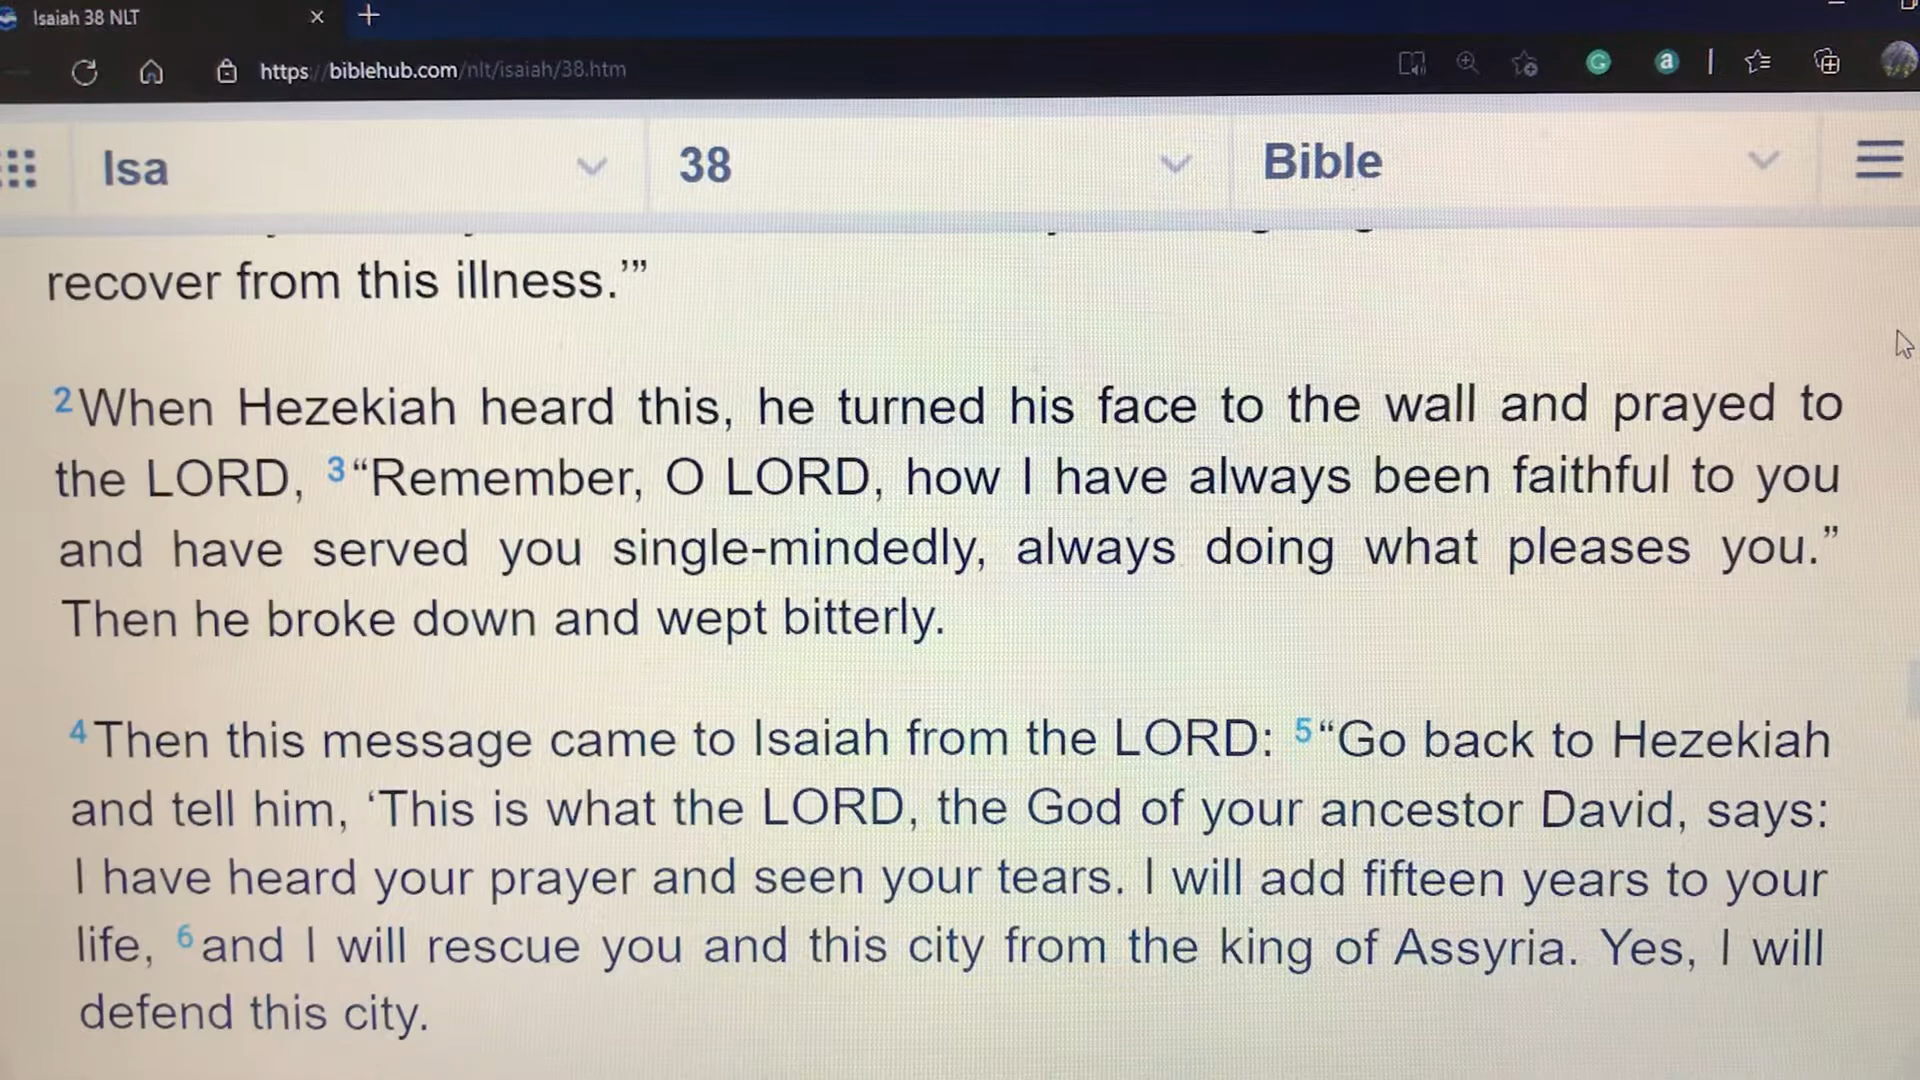 Isaiah 38 NLT
https://biblehub.com/nlt/isaiah/38.htm
Isa 38 Bible
recover from this illness.’”
2 When Hezekiah heard this, he turned his face to the wall and prayed to
the LORD, 3 “Remember, O LORD, how I have always been faithful to you
and have served you single-mindedly, always doing what pleases you.”
Then he broke down and wept bitterly.
4 Then this message came to Isaiah from the LORD: 5 “Go back to Hezekiah
and tell him, ‘This is what the LORD, the God of your ancestor David, says:
I have heard your prayer and seen your tears. I will add fifteen years to your
life, 6 and I will rescue you and this city from the king of Assyria. Yes, I will
defend this city.